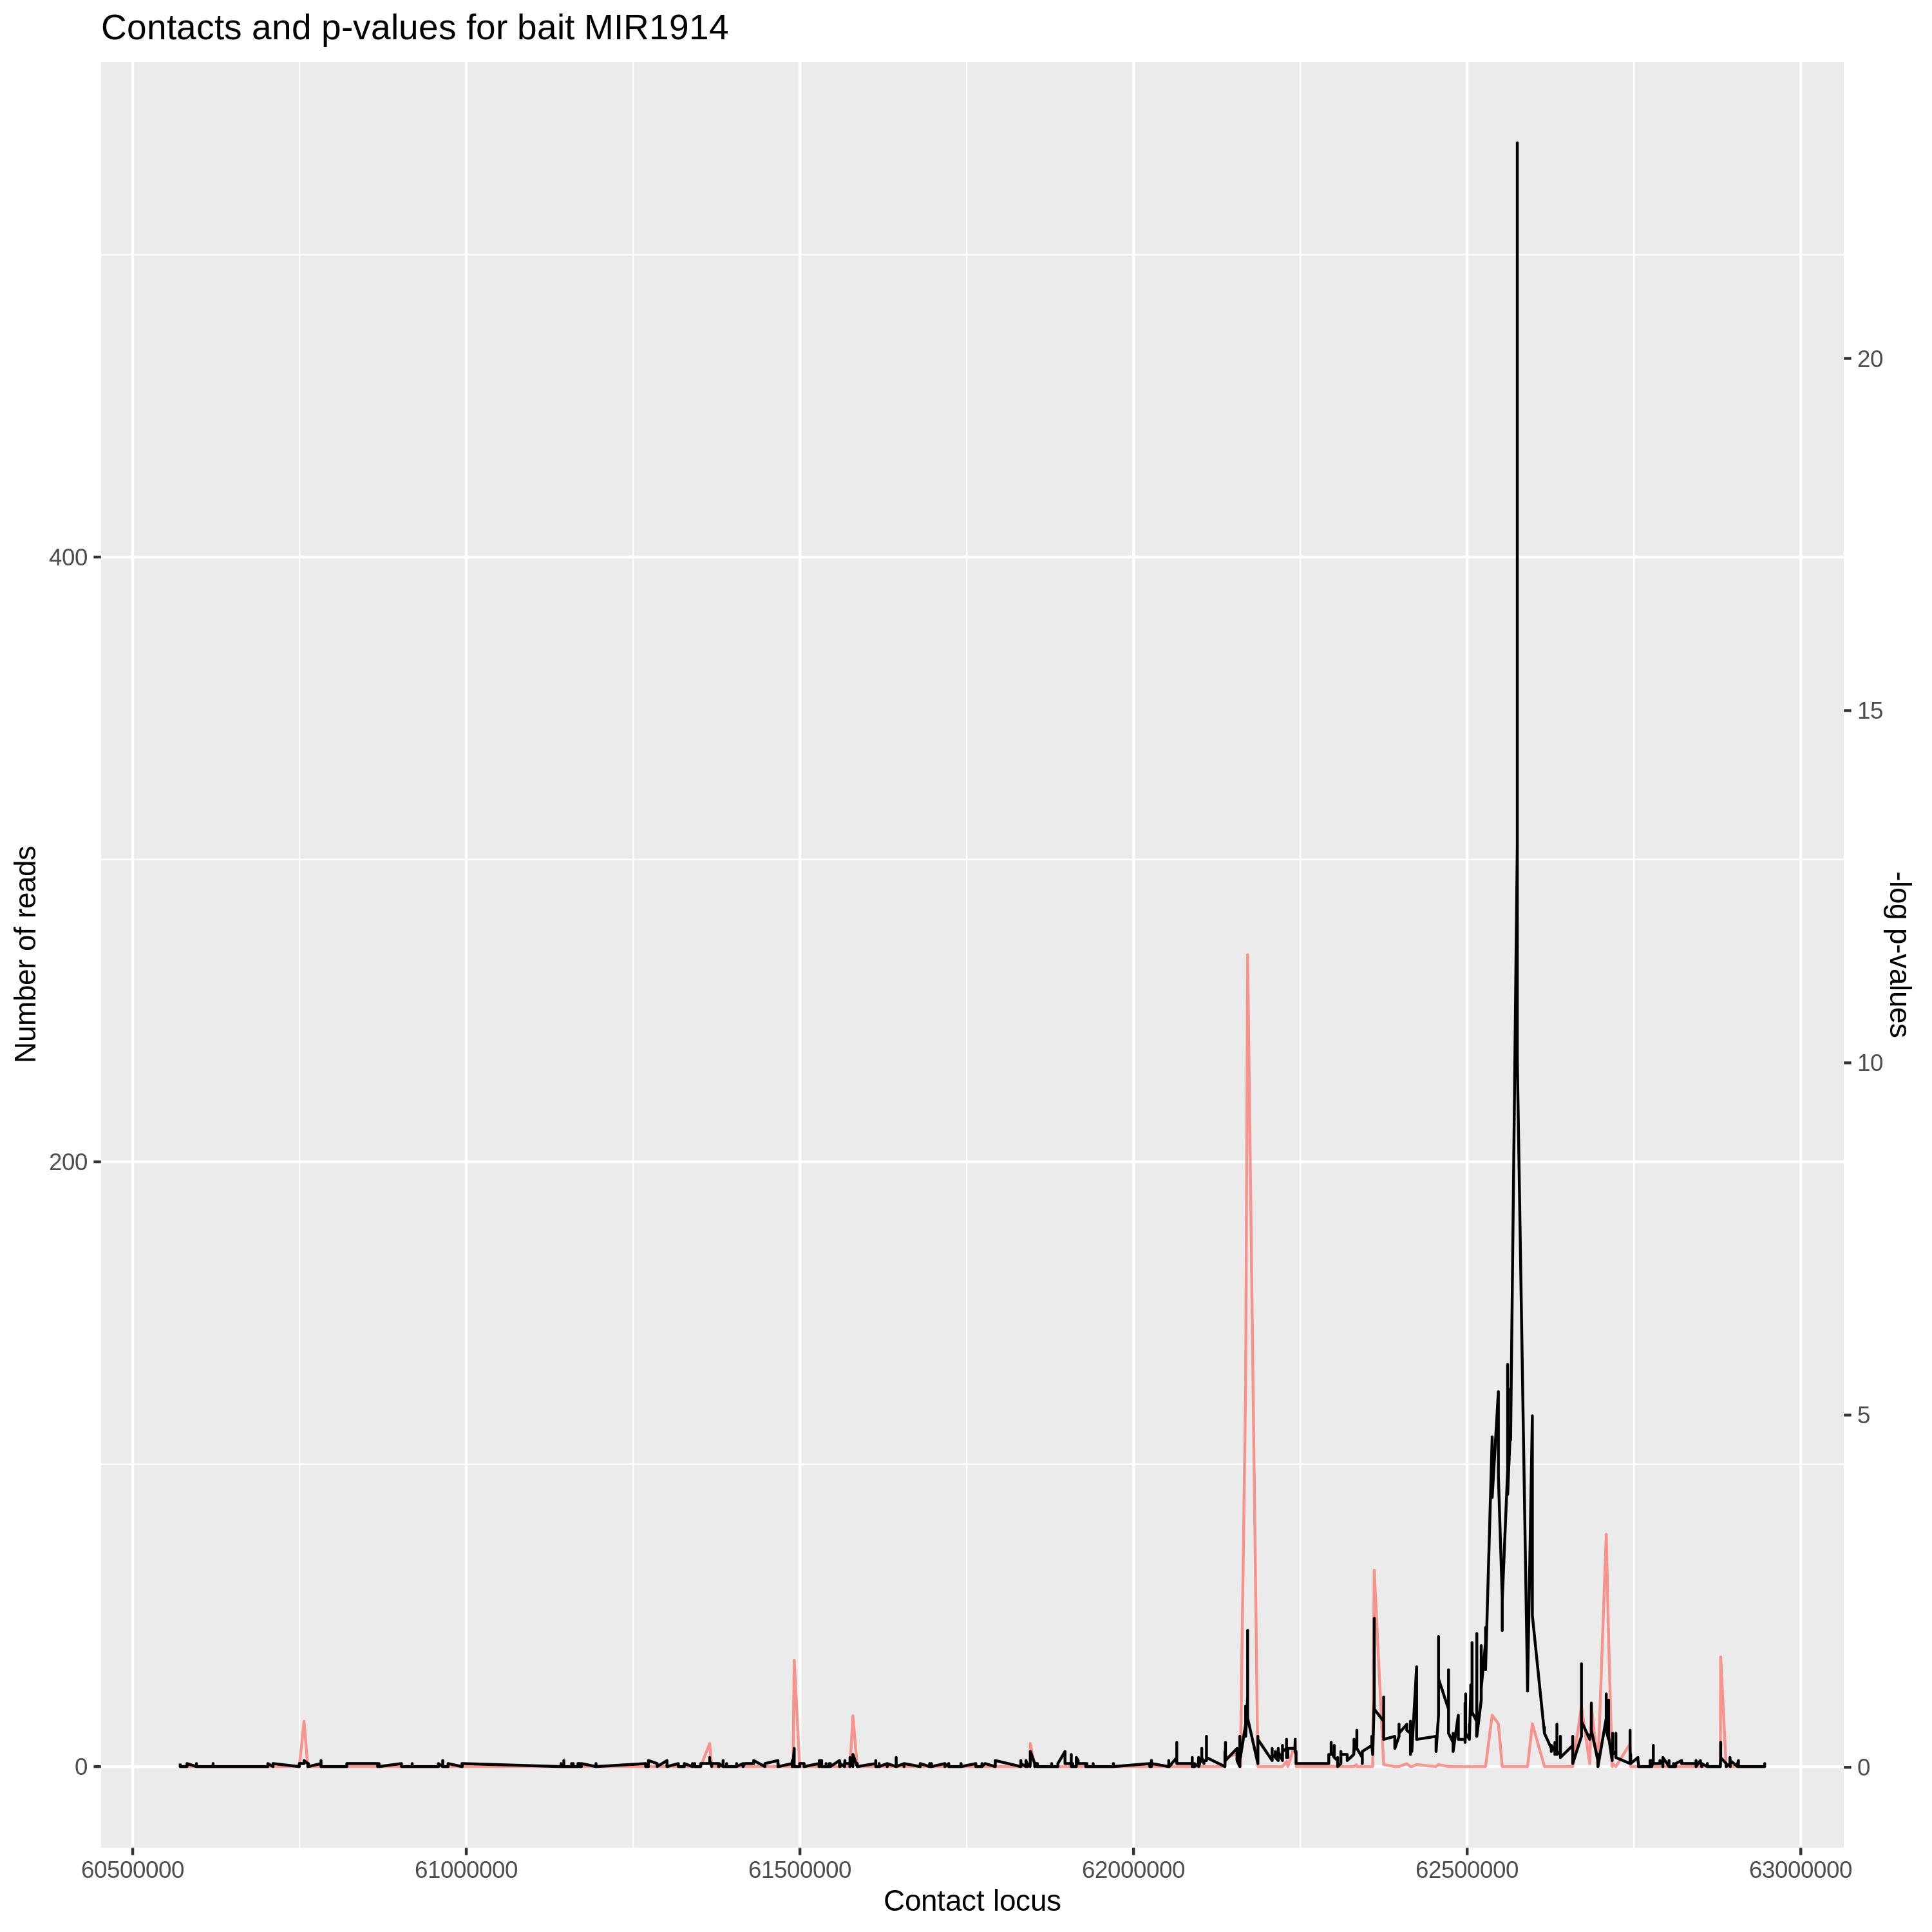 Contacts and p-values for bait MIR1914
Number of reads
400
200
0
20
15
10
5
0
-log p-values
60500000 61000000 61500000 62000000 62500000 63000000
Contact locus